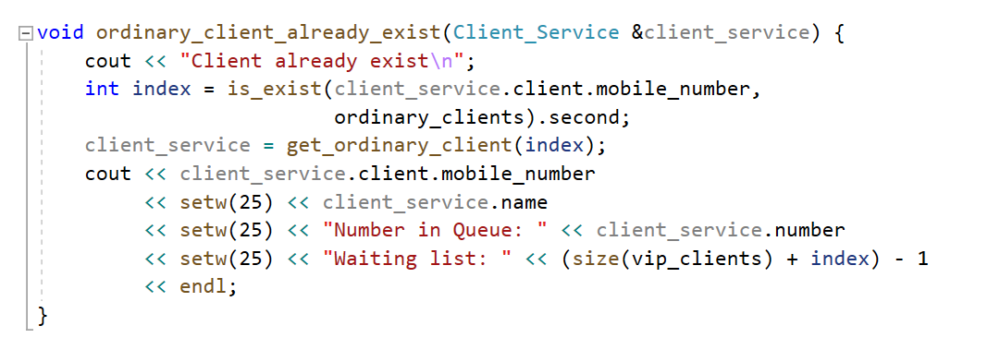 void ordinary_client_already_exist(Client_Service &client_service) {
    cout << "Client already exist\n";
    int index = is_exist(client_service.client.mobile_number,
                         ordinary_clients).second;
    client_service = get_ordinary_client(index);
    cout << client_service.client.mobile_number
         << setw(25) << client_service.name
         << setw(25) << "Number in Queue: " << client_service.number
         << setw(25) << "Waiting list: " << (size(vip_clients) + index) - 1
         << endl;
}